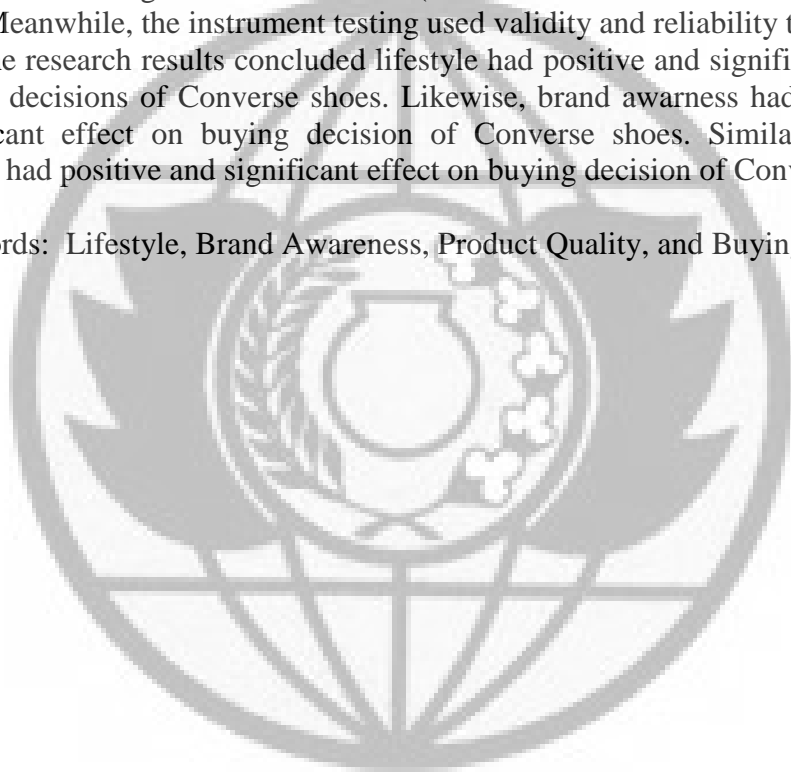 Meanwhile, the instrument testing used validity and reliability t
e research results concluded lifestyle had positive and signifi
decisions of Converse shoes. Likewise, brand awarness had
cant effect on buying decision of Converse shoes. Simila
had positive and significant effect on buying decision of Conv
rds: Lifestyle, Brand Awareness, Product Quality, and Buyin